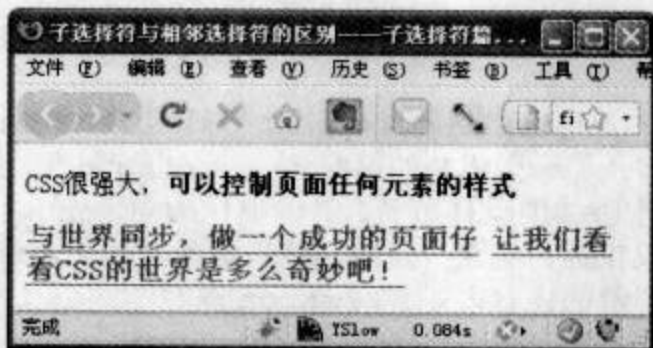 子选择符与相邻选择符的区别——子选择符篇...
文件 (F) 编辑 (E) 查看 (V) 历史 (S) 书签 (B) 工具 (T) 帮
fi
CSS很强大，可以控制页面任何元素的样式
与世界同步，做一个成功的页面仔 让我们看
看CSS的世界是多么奇妙吧！
完成 YSlow 0.084s